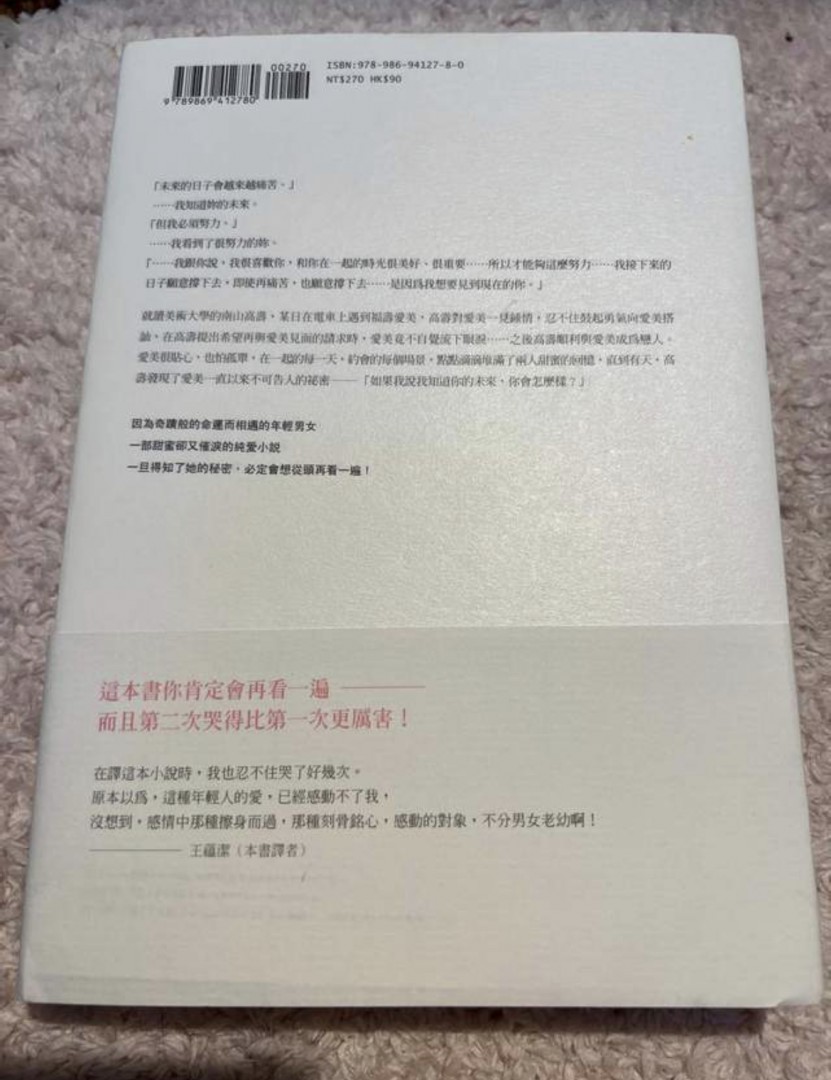 00270
9 789869 412780
ISBN:978-986-94127-8-0
NT$270 HK$90
「未來的日子會越來越痛苦。」
……我知道妳的未來。
「但我必須努力。」
……我看到了很努力的妳。
「……我跟你說，我很喜歡你，和你在一起的時光很美好、很重要……所以才能夠這麼努力……我接下來的
日子願意撐下去，即使再痛苦，也願意撐下去……是因為我想要見到現在的你。」
就讀美術大學的南山高壽，某日在電車上遇到福壽愛美，高壽對愛美一見鍾情，忍不住鼓起勇氣向愛美搭
訕。在高壽提出希望再與愛美見面的請求時，愛美竟不自覺流下眼淚……之後高壽順利與愛美成為戀人。
愛美很貼心，也怕孤單，在一起的每一天，約會的每個場景，點點滴滴堆滿了兩人甜蜜的回憶，直到有天，高
壽發現了愛美一直以來不可告人的祕密——「如果我說我知道你的未來，你會怎麼樣？」
因為奇蹟般的命運而相遇的年輕男女
一部甜蜜卻又催淚的純愛小說
一旦得知了她的秘密，必定會想從頭再看一遍！
這本書你肯定會再看一遍———
而且第二次哭得比第一次更厲害！
在譯這本小說時，我也忍不住哭了好幾次。
原本以為，這種年輕人的愛，已經感動不了我，
沒想到，感情中那種擦身而過，那種刻骨銘心，感動的對象，不分男女老幼啊！
———王蘊潔（本書譯者）